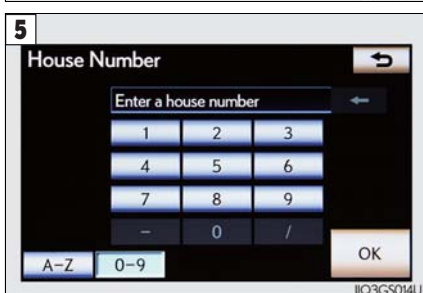 5
House Number
Enter a house number
1 2 3
4 5 6
7 8 9
- 0 /
A-Z 0-9 OK
IIO3GS014U